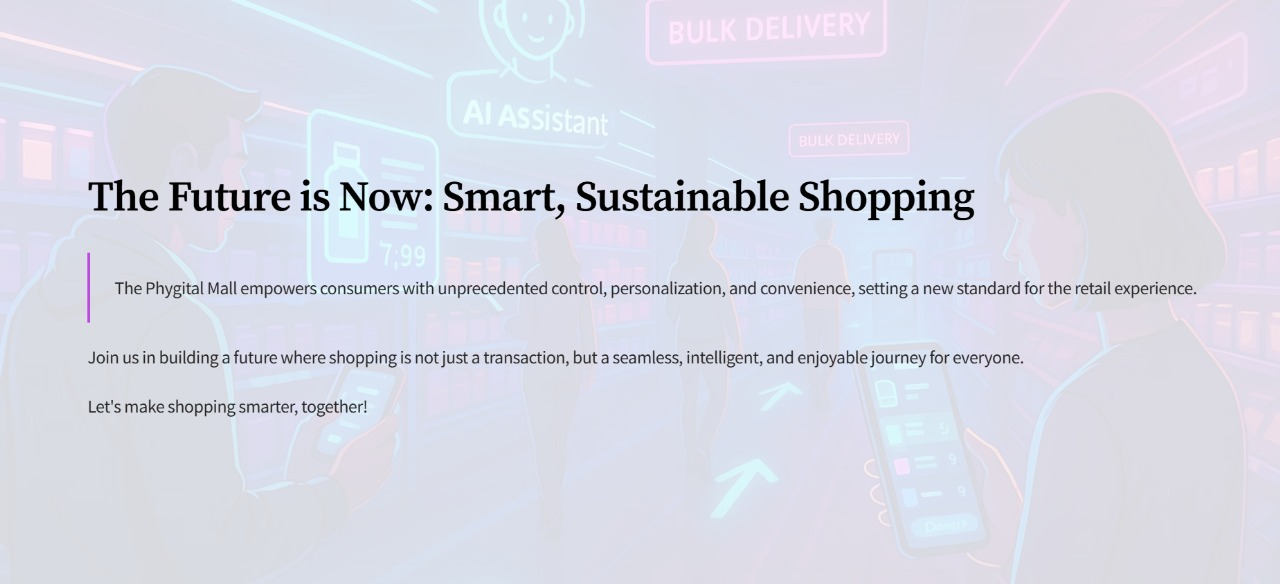 BULK DELIVERY
AI Assistant
BULK DELIVERY
The Future is Now: Smart, Sustainable Shopping
7;99
The Phygital Mall empowers consumers with unprecedented control, personalization, and convenience, setting a new standard for the retail experience.
Join us in building a future where shopping is not just a transaction, but a seamless, intelligent, and enjoyable journey for everyone.
Let's make shopping smarter, together!